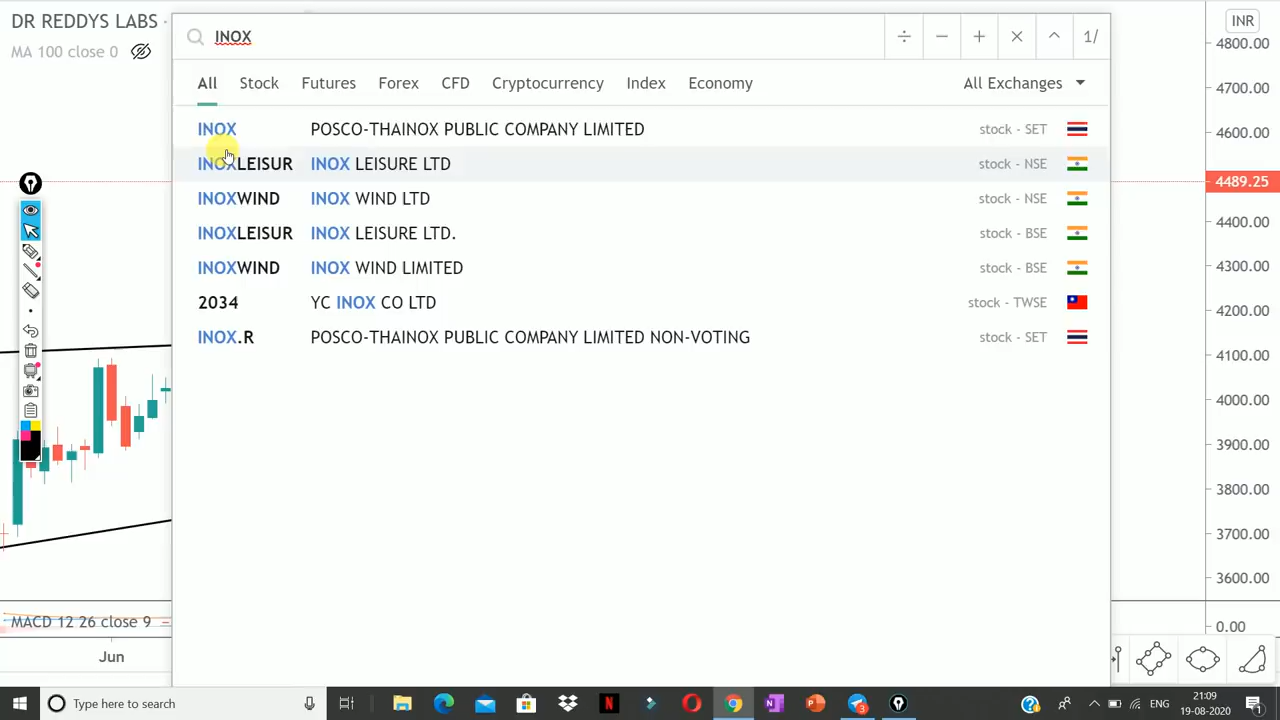 DR REDDYS LABS
MA 100 close 0
INOX
1/
INR
All Stock Futures Forex CFD Cryptocurrency Index Economy All Exchanges
INOX POSCO-THAINOX PUBLIC COMPANY LIMITED stock - SET
INOXLEISUR INOX LEISURE LTD stock - NSE
INOXWIND INOX WIND LTD stock - NSE
INOXLEISUR INOX LEISURE LTD. stock - BSE
INOXWIND INOX WIND LIMITED stock - BSE
2034 YC INOX CO LTD stock - TWSE
INOX.R POSCO-THAINOX PUBLIC COMPANY LIMITED NON-VOTING stock - SET
4800.00
4700.00
4600.00
4489.25
4400.00
4300.00
4200.00
4100.00
4000.00
3900.00
3800.00
3700.00
3600.00
MACD 12 26 close 9
0.00
Jun
Type here to search
3
ENG
21:09
19-08-2020
1